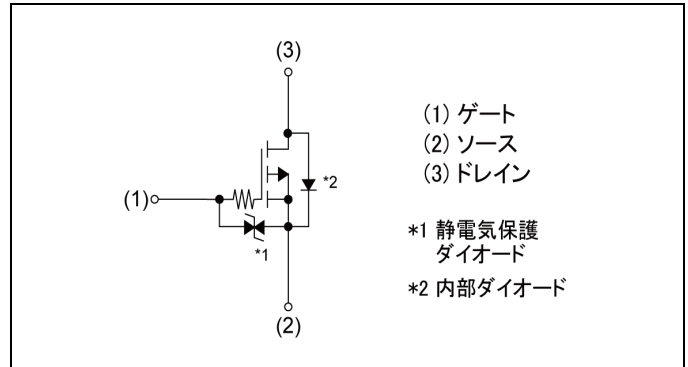 (3)
(1)
*2
*1
(2)
(1) ゲート
(2) ソース
(3) ドレイン
*1 静電気保護
ダイオード
*2 内部ダイオード